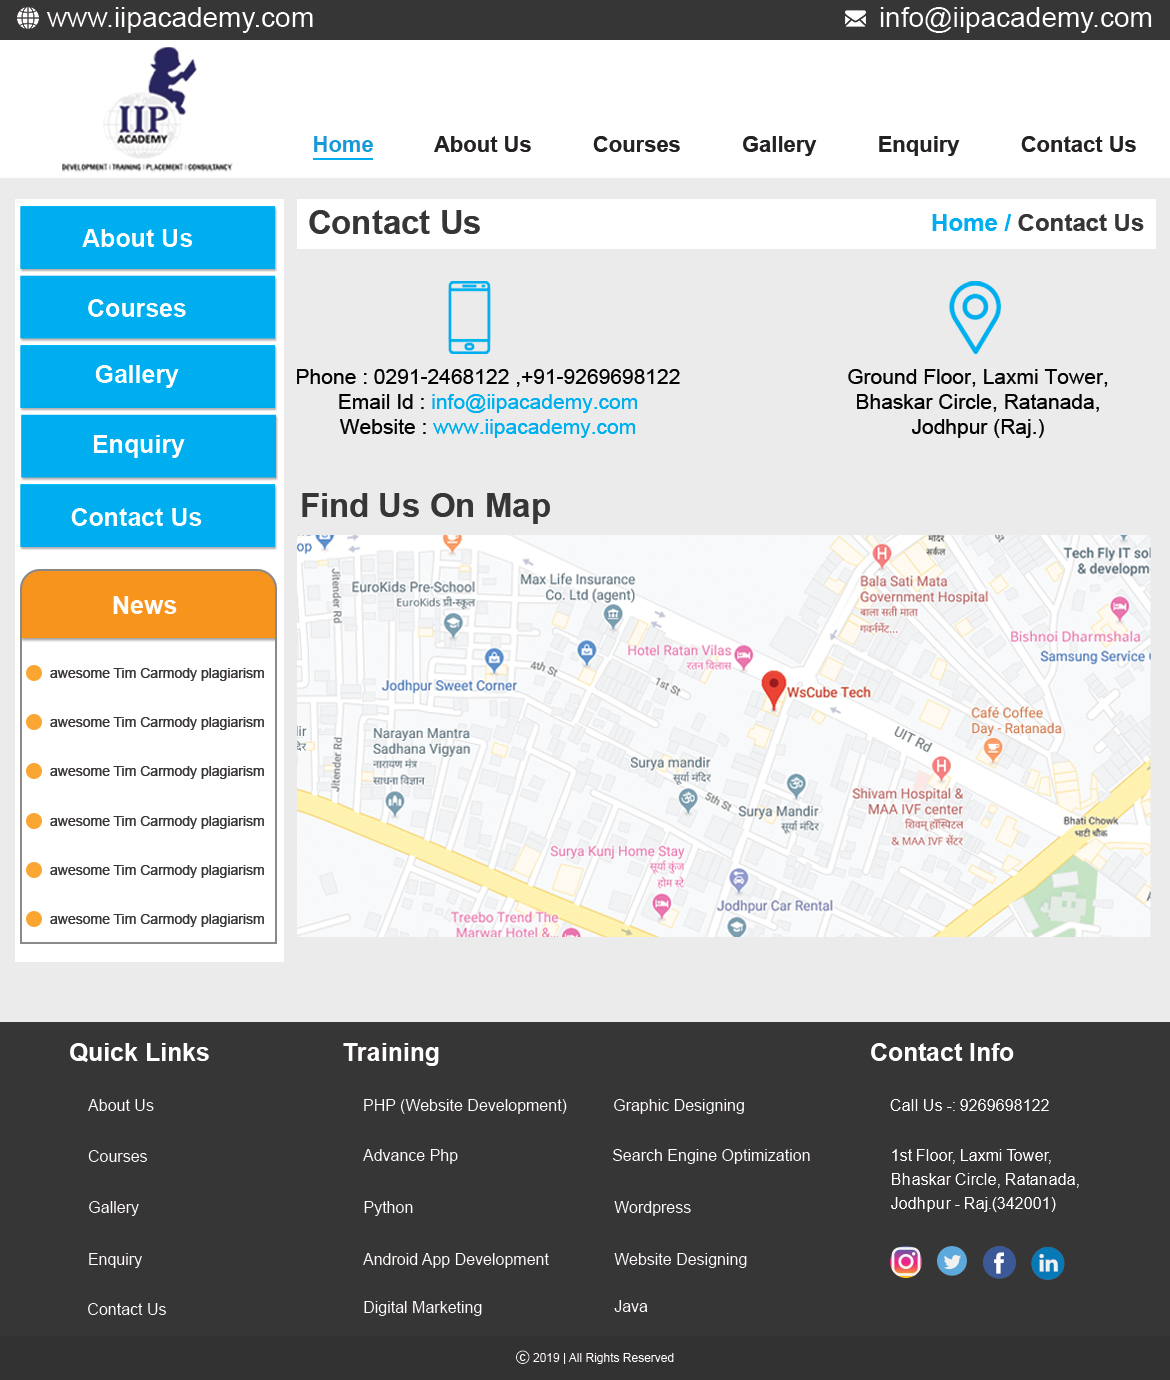 www.iipacademy.com
info@iipacademy.com
IIP
ACADEMY
DEVELOPMENT | TRAINING | PLACEMENT | CONSULTANCY
Home
About Us
Courses
Gallery
Enquiry
Contact Us
About Us
Courses
Gallery
Enquiry
Contact Us
News
awesome Tim Carmody plagiarism
awesome Tim Carmody plagiarism
awesome Tim Carmody plagiarism
awesome Tim Carmody plagiarism
awesome Tim Carmody plagiarism
awesome Tim Carmody plagiarism
Contact Us
Home / Contact Us
Phone : 0291-2468122 ,+91-9269698122
Email Id : info@iipacademy.com
Website : www.iipacademy.com
Ground Floor, Laxmi Tower,
Bhaskar Circle, Ratanada,
Jodhpur (Raj.)
Find Us On Map
op
Jitender Rd
EuroKids Pre-School
EuroKids प्री-स्कूल
Max Life Insurance
Co. Ltd (agent)
सर्कल
Tech Fly IT sol
& developm
Bala Sati Mata
Government Hospital
बाला सती माता
गवर्नमेंट...
Bishnoi Dharmshala
Samsung Service
Hotel Ratan Vilas
रतन विलास
4th St
1st St
Jodhpur Sweet Corner
WsCube Tech
Café Coffee
Day - Ratanada
UIT Rd
Jitender Rd
Narayan Mantra
Sadhana Vigyan
नारायण मंत्र
साधना विज्ञान
Surya mandir
सूर्य मंदिर
5th St
Surya Mandir
सूर्य मंदिर
Shivam Hospital &
MAA IVF center
शिवम् हॉस्पिटल
& MAA IVF सेंटर
Bhati Chowk
भाटी चौक
Surya Kunj Home Stay
सूर्या कुंज
होम स्टे
Jodhpur Car Rental
Treebo Trend The
Marwar Hotel &...
Quick Links
About Us
Courses
Gallery
Enquiry
Contact Us
Training
PHP (Website Development)
Advance Php
Python
Android App Development
Digital Marketing
Graphic Designing
Search Engine Optimization
Wordpress
Website Designing
Java
Contact Info
Call Us -: 9269698122
1st Floor, Laxmi Tower,
Bhaskar Circle, Ratanada,
Jodhpur - Raj.(342001)
© 2019 | All Rights Reserved